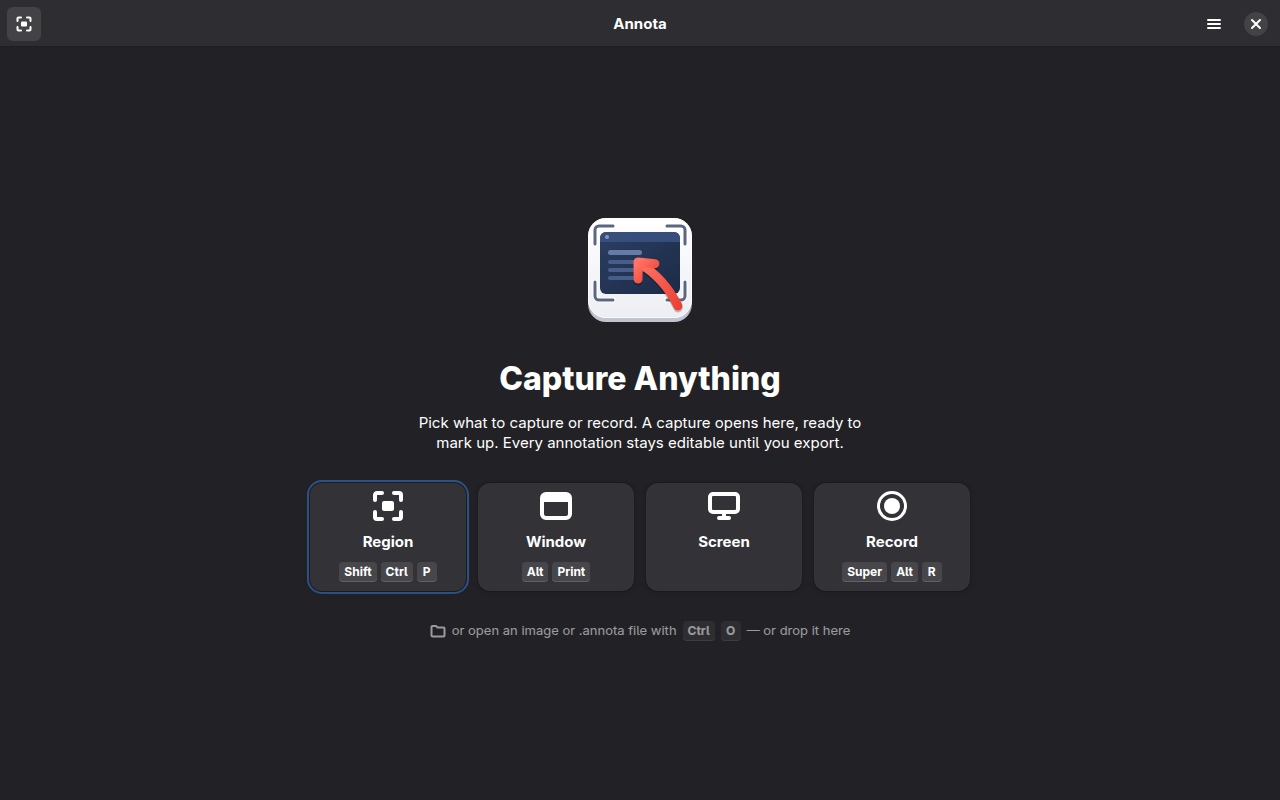 Annota
Capture Anything
Pick what to capture or record. A capture opens here, ready to
mark up. Every annotation stays editable until you export.
Region
Shift Ctrl P
Window
Alt Print
Screen
Record
Super Alt R
or open an image or .annota file with Ctrl O — or drop it here